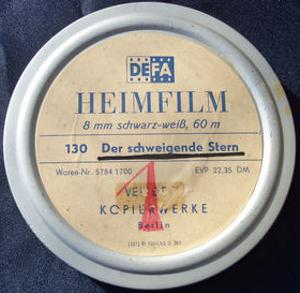 DEFA
HEIMFILM
8 mm schwarz-weiß, 60 m
130 Der schweigende Stern
Waren-Nr. 5784 1700 EVP 22,35 DM
1
KOPIERWERKE
Berlin